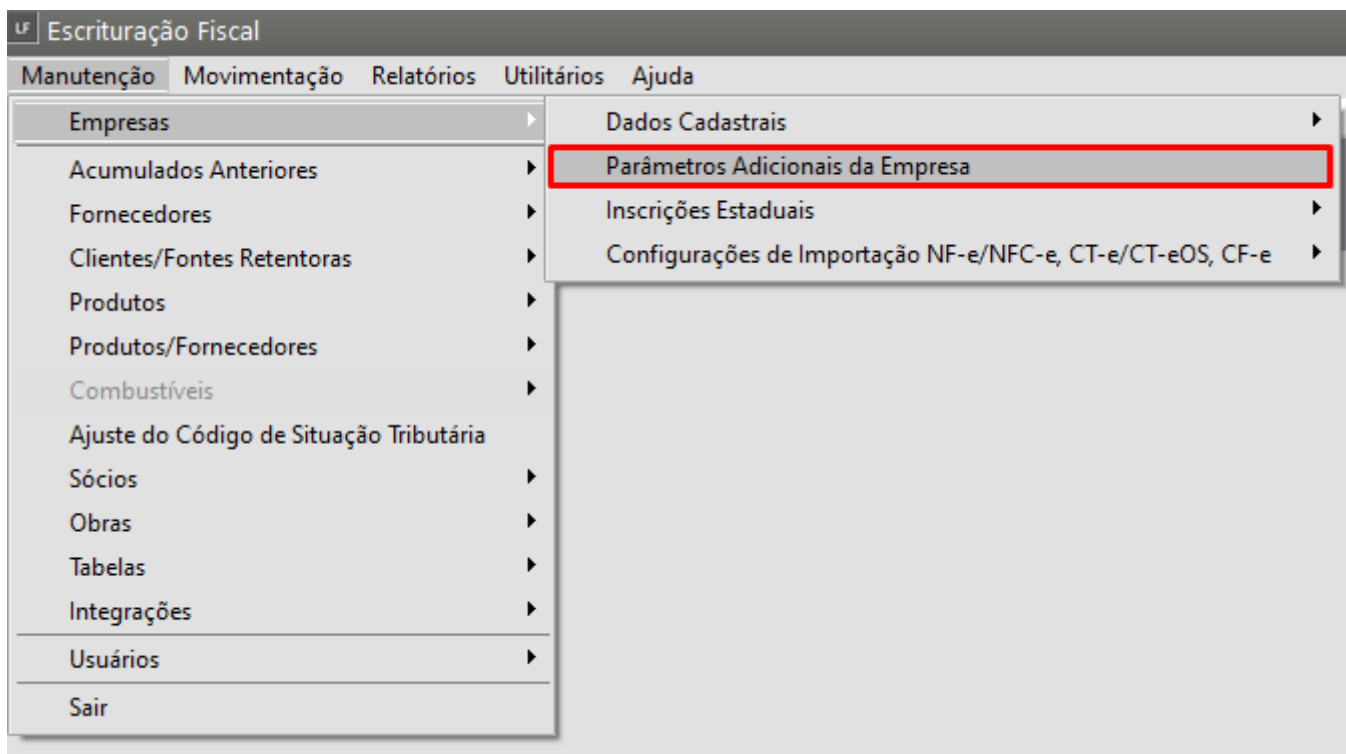 LF Escrituração Fiscal
Manutenção Movimentação Relatórios Utilitários Ajuda
Empresas
Dados Cadastrais
Parâmetros Adicionais da Empresa
Inscrições Estaduais
Configurações de Importação NF-e/NFC-e, CT-e/CT-eOS, CF-e
Acumulados Anteriores
Fornecedores
Clientes/Fontes Retentoras
Produtos
Produtos/Fornecedores
Combustíveis
Ajuste do Código de Situação Tributária
Sócios
Obras
Tabelas
Integrações
Usuários
Sair